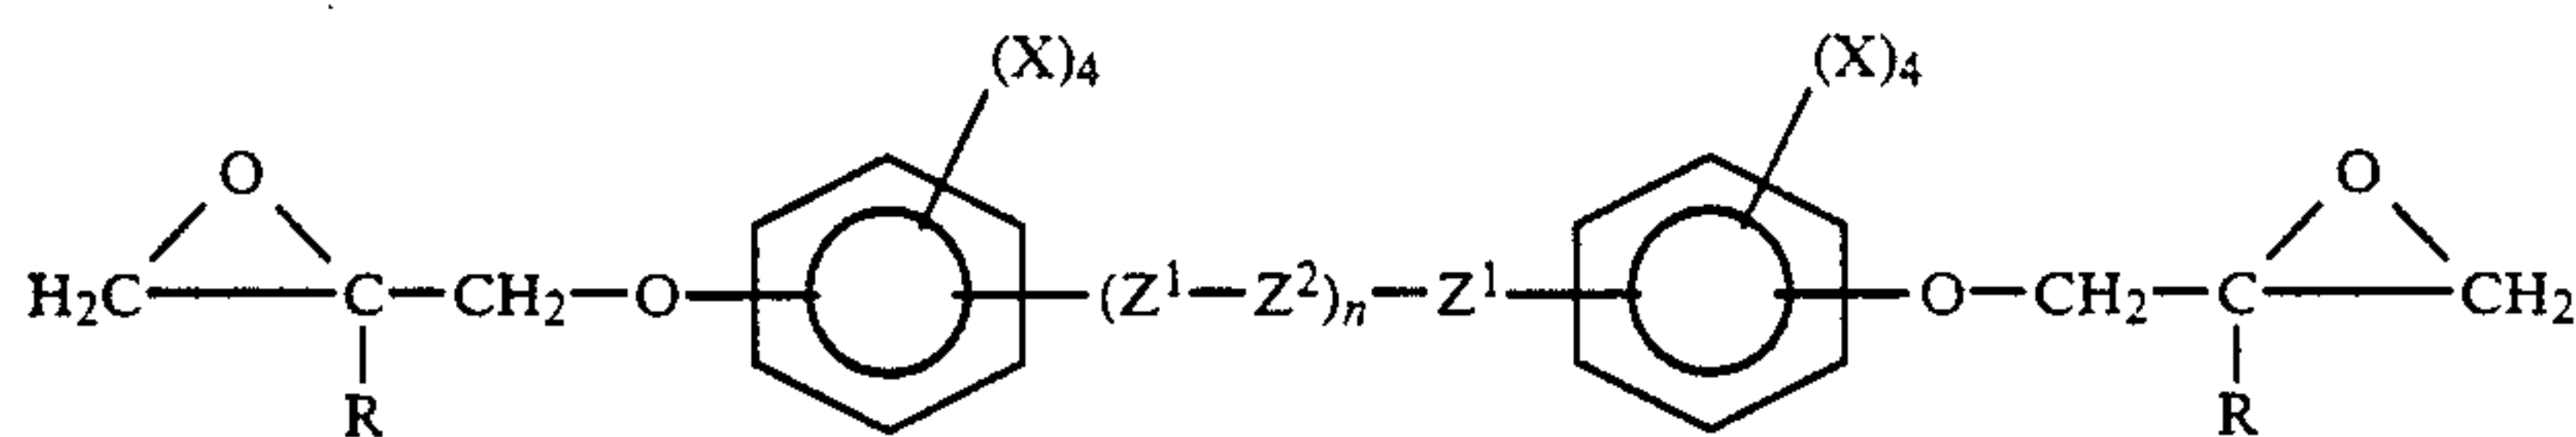 (X)4 (X)4
O O
H2C C—CH2—O (Z1—Z2)n—Z1 O—CH2—C CH2
R R